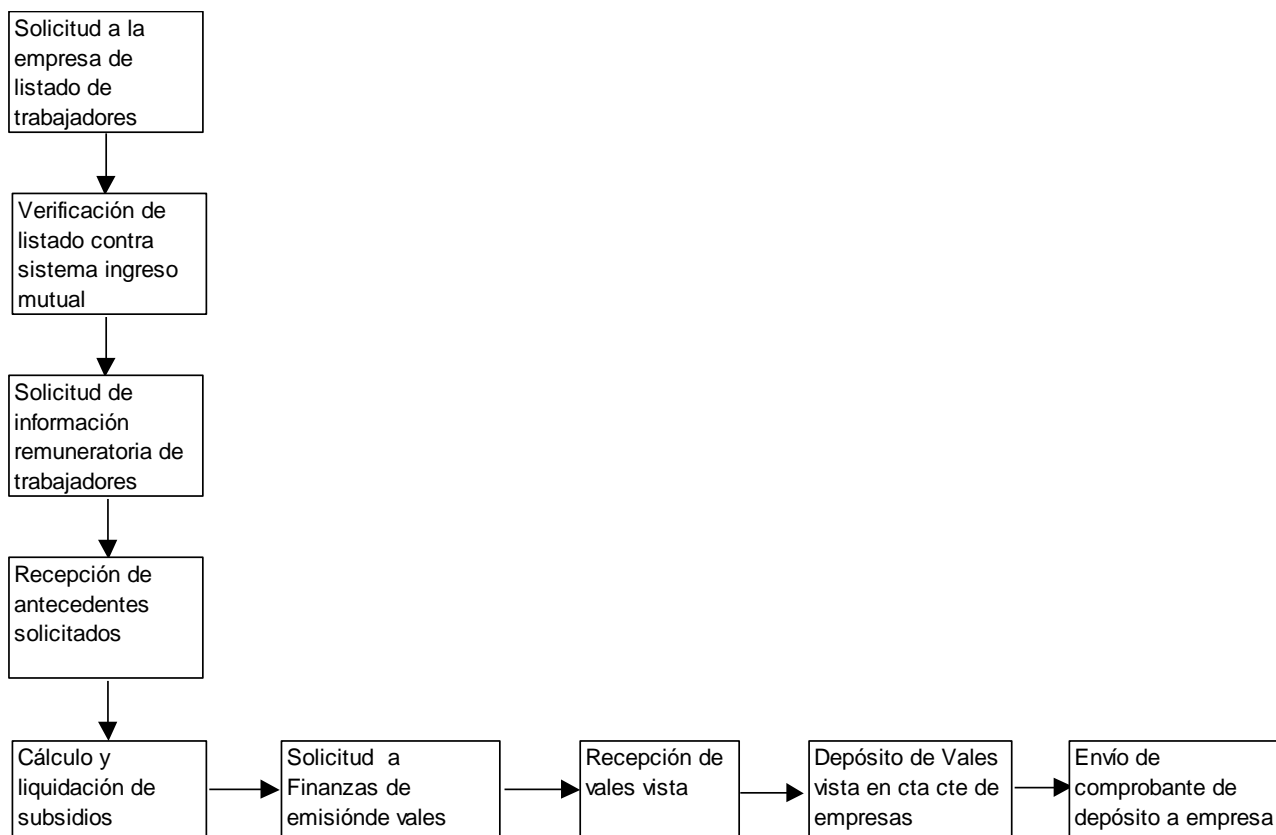 Solicitud a la
empresa de
listado de
trabajadores
Verificación de
listado contra
sistema ingreso
mutual
Solicitud de
información
remuneratoria de
trabajadores
Recepción de
antecedentes
solicitados
Cálculo y
liquidación de
subsidios
Solicitud a
Finanzas de
emisiónde vales
Recepción de
vales vista
Depósito de Vales
vista en cta cte de
empresas
Envío de
comprobante de
depósito a empresa